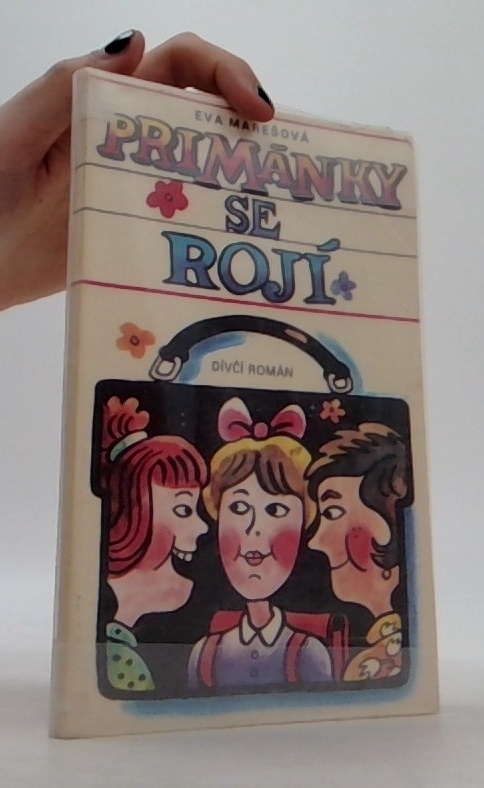 EVA MAREŠOVÁ
PRIMÁNKY
SE
ROJÍ
DÍVČÍ ROMÁN